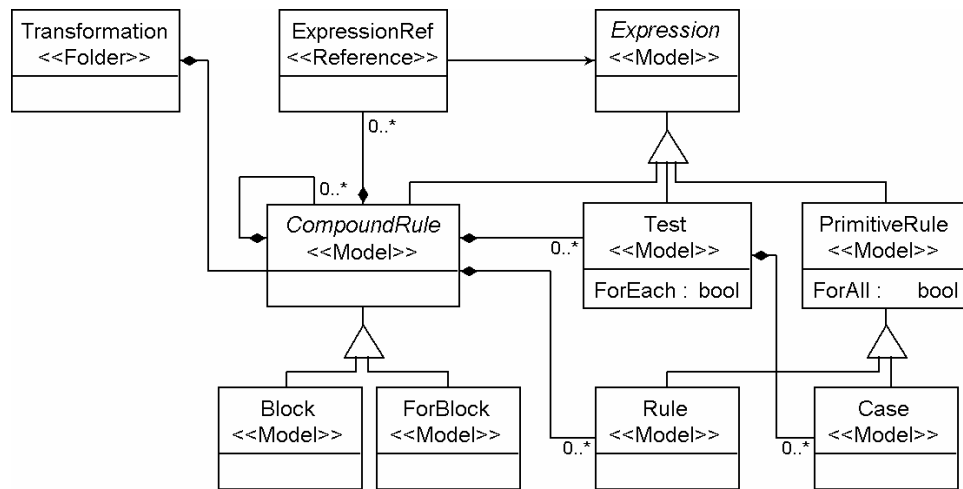 Transformation
<<Folder>>
ExpressionRef
<<Reference>>
Expression
<<Model>>
0..*
0..*
CompoundRule
<<Model>>
Test
<<Model>>
ForEach : bool
0..*
PrimitiveRule
<<Model>>
ForAll : bool
Block
<<Model>>
ForBlock
<<Model>>
Rule
<<Model>>
0..*
Case
<<Model>>
0..*